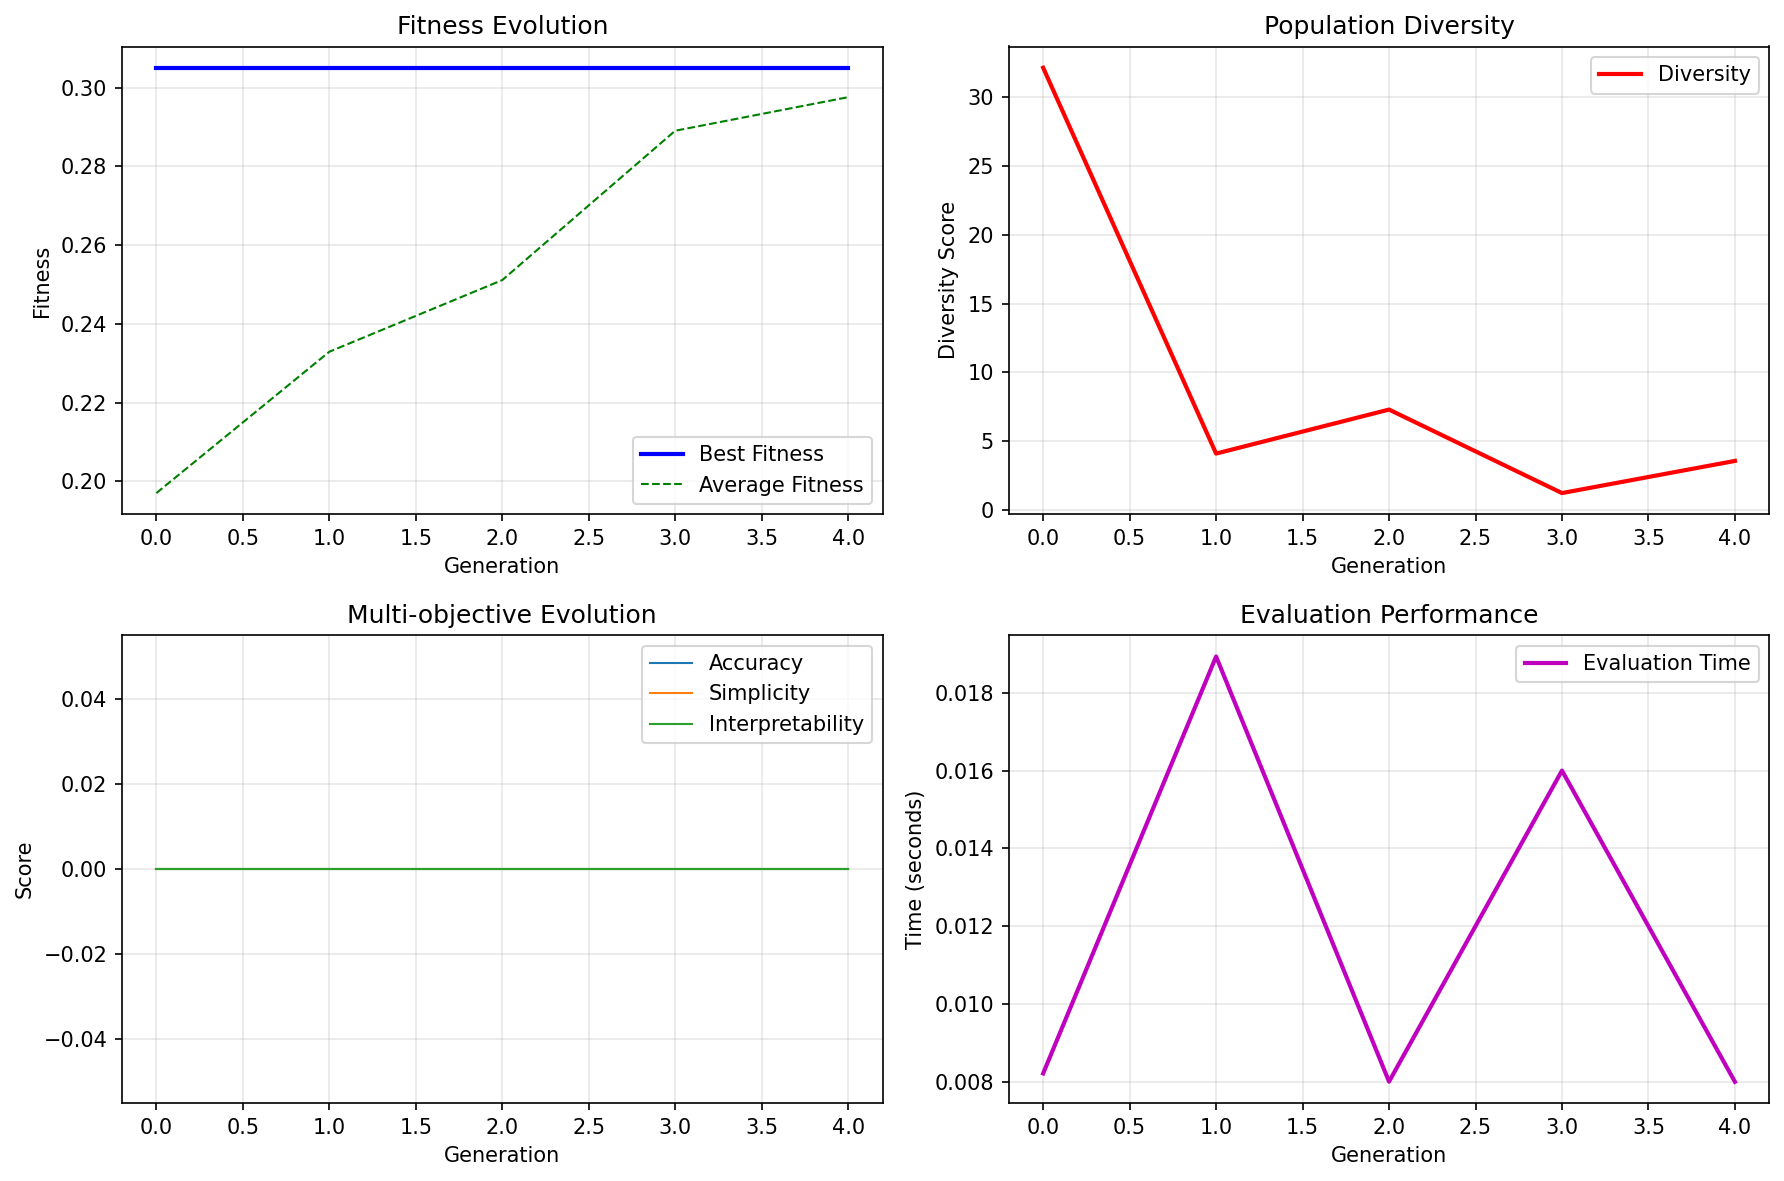 Fitness Evolution
Fitness
0.30
0.28
0.26
0.24
0.22
0.20
Best Fitness
Average Fitness
0.0 0.5 1.0 1.5 2.0 2.5 3.0 3.5 4.0
Generation
Population Diversity
Diversity Score
30
25
20
15
10
5
0
Diversity
0.0 0.5 1.0 1.5 2.0 2.5 3.0 3.5 4.0
Generation
Multi-objective Evolution
Score
0.04
0.02
0.00
−0.02
−0.04
Accuracy
Simplicity
Interpretability
0.0 0.5 1.0 1.5 2.0 2.5 3.0 3.5 4.0
Generation
Evaluation Performance
Time (seconds)
0.018
0.016
0.014
0.012
0.010
0.008
Evaluation Time
0.0 0.5 1.0 1.5 2.0 2.5 3.0 3.5 4.0
Generation